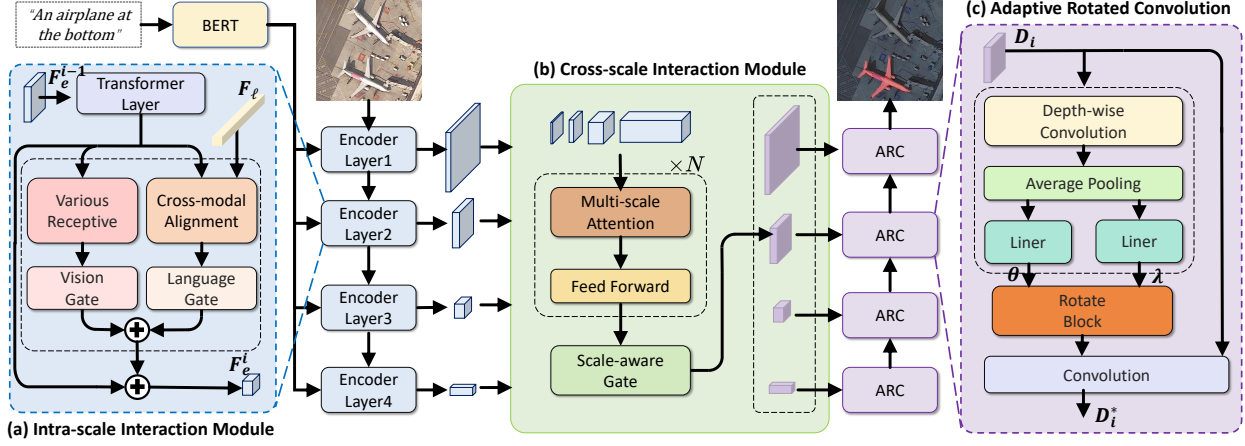 "An airplane at
the bottom"
BERT
F_e^{i-1}
Transformer
Layer
F_ℓ
Various
Receptive
Cross-modal
Alignment
Vision
Gate
Language
Gate
F_e^i
(a) Intra-scale Interaction Module
Encoder
Layer1
Encoder
Layer2
Encoder
Layer3
Encoder
Layer4
(b) Cross-scale Interaction Module
×N
Multi-scale
Attention
Feed Forward
Scale-aware
Gate
ARC
ARC
ARC
ARC
(c) Adaptive Rotated Convolution
D_i
Depth-wise
Convolution
Average Pooling
Liner
Liner
θ
λ
Rotate
Block
Convolution
D_i^*